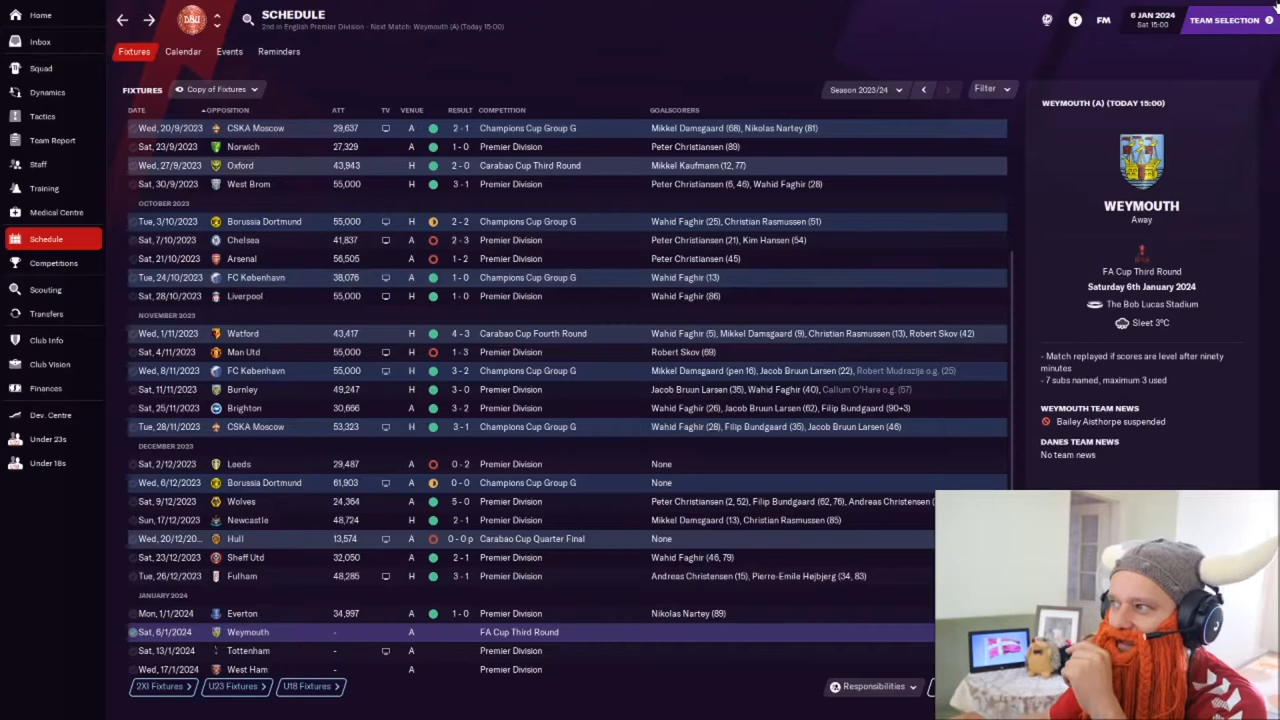 Home
Inbox
Squad
Dynamics
Tactics
Team Report
Staff
Training
Medical Centre
Schedule
Competitions
Scouting
Transfers
Club Info
Club Vision
Finances
Dev. Centre
Under 23s
Under 18s
DBU
SCHEDULE
2nd in English Premier Division - Next Match: Weymouth (A) (Today 15:00)
? FM
6 JAN 2024
Sat 15:00
TEAM SELECTION
Fixtures Calendar Events Reminders
FIXTURES Copy of Fixtures Season 2023/24 Filter
DATE OPPOSITION ATT TV VENUE RESULT COMPETITION GOALSCORERS
Wed, 20/9/2023 CSKA Moscow 29,637 A 2 - 1 Champions Cup Group G Mikkel Damsgaard (68), Nikolas Nartey (81)
Sat, 23/9/2023 Norwich 27,329 A 1 - 0 Premier Division Peter Christiansen (89)
Wed, 27/9/2023 Oxford 43,943 H 2 - 0 Carabao Cup Third Round Mikkel Kaufmann (12, 77)
Sat, 30/9/2023 West Brom 55,000 H 3 - 1 Premier Division Peter Christiansen (6, 46), Wahid Faghir (28)
OCTOBER 2023
Tue, 3/10/2023 Borussia Dortmund 55,000 H 2 - 2 Champions Cup Group G Wahid Faghir (25), Christian Rasmussen (51)
Sat, 7/10/2023 Chelsea 41,837 A 2 - 3 Premier Division Peter Christiansen (21), Kim Hansen (54)
Sat, 21/10/2023 Arsenal 56,505 A 1 - 2 Premier Division Peter Christiansen (45)
Tue, 24/10/2023 FC København 38,076 A 1 - 0 Champions Cup Group G Wahid Faghir (13)
Sat, 28/10/2023 Liverpool 55,000 H 1 - 0 Premier Division Wahid Faghir (86)
NOVEMBER 2023
Wed, 1/11/2023 Watford 43,417 H 4 - 3 Carabao Cup Fourth Round Wahid Faghir (5), Mikkel Damsgaard (9), Christian Rasmussen (13), Robert Skov (42)
Sat, 4/11/2023 Man Utd 55,000 H 1 - 3 Premier Division Robert Skov (69)
Wed, 8/11/2023 FC København 55,000 H 3 - 2 Champions Cup Group G Mikkel Damsgaard (pen 16), Jacob Bruun Larsen (22), Robert Mudrazija o.g. (25)
Sat, 11/11/2023 Burnley 49,247 H 3 - 0 Premier Division Jacob Bruun Larsen (35), Wahid Faghir (40), Callum O'Hare o.g. (57)
Sat, 25/11/2023 Brighton 30,666 A 3 - 2 Premier Division Wahid Faghir (26), Jacob Bruun Larsen (62), Filip Bundgaard (90+3)
Tue, 28/11/2023 CSKA Moscow 53,323 H 3 - 1 Champions Cup Group G Wahid Faghir (28), Filip Bundgaard (35), Jacob Bruun Larsen (46)
DECEMBER 2023
Sat, 2/12/2023 Leeds 29,487 A 0 - 2 Premier Division None
Wed, 6/12/2023 Borussia Dortmund 61,903 A 0 - 0 Champions Cup Group G None
Sat, 9/12/2023 Wolves 24,364 A 5 - 0 Premier Division Peter Christiansen (2, 52), Filip Bundgaard (62, 76), Andreas Christensen (
Sun, 17/12/2023 Newcastle 48,724 H 2 - 1 Premier Division Mikkel Damsgaard (13), Christian Rasmussen (85)
Wed, 20/12/20... Hull 13,574 A 0 - 0 p Carabao Cup Quarter Final None
Sat, 23/12/2023 Sheff Utd 32,050 A 2 - 1 Premier Division Wahid Faghir (46, 79)
Tue, 26/12/2023 Fulham 48,285 H 3 - 1 Premier Division Andreas Christensen (15), Pierre-Emile Højbjerg (34, 83)
JANUARY 2024
Mon, 1/1/2024 Everton 34,997 A 1 - 0 Premier Division Nikolas Nartey (89)
Sat, 6/1/2024 Weymouth - A FA Cup Third Round
Sat, 13/1/2024 Tottenham - A Premier Division
Wed, 17/1/2024 West Ham - A Premier Division
2XI Fixtures U23 Fixtures U18 Fixtures Responsibilities
WEYMOUTH (A) (TODAY 15:00)
WEYMOUTH
Away
FA Cup Third Round
Saturday 6th January 2024
The Bob Lucas Stadium
Sleet 3°C
- Match replayed if scores are level after ninety
minutes
- 7 subs named, maximum 3 used
WEYMOUTH TEAM NEWS
Bailey Aisthorpe suspended
DANES TEAM NEWS
No team news